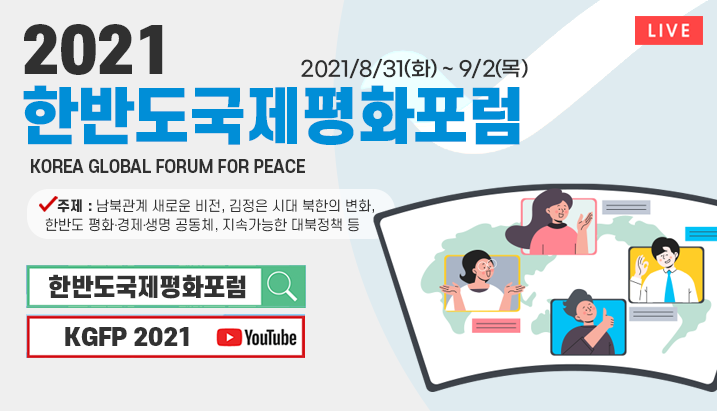 LIVE
2021
2021/8/31(화) ~ 9/2(목)
한반도국제평화포럼
KOREA GLOBAL FORUM FOR PEACE
주제 : 남북관계 새로운 비전, 김정은 시대 북한의 변화,
한반도 평화·경제·생명 공동체, 지속가능한 대북정책 등
한반도국제평화포럼
KGFP 2021 YouTube